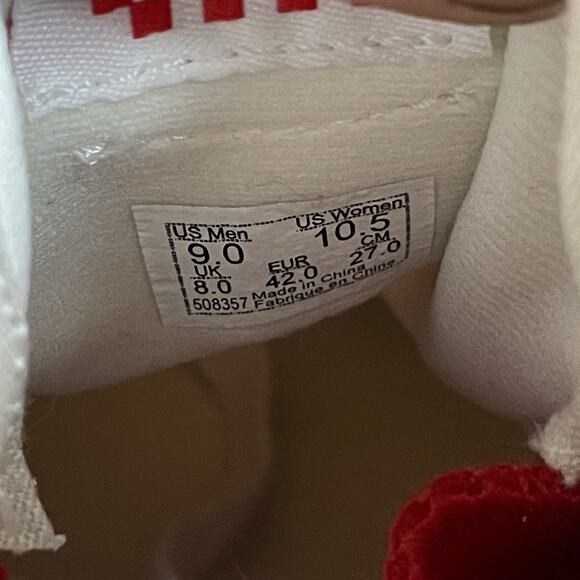 US Men US Women
9.0 10.5
UK EUR CM
8.0 42.0 27.0
508357 Made in China
Fabrique en Chine